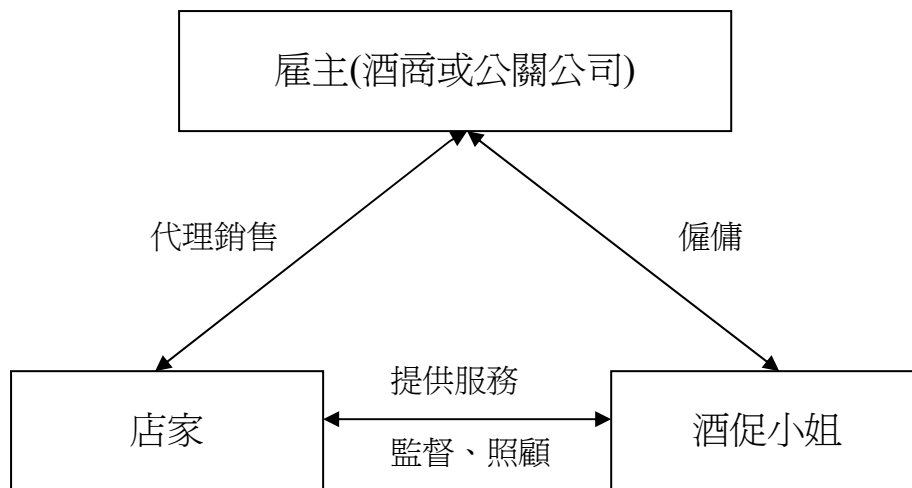 雇主(酒商或公關公司)
代理銷售
僱傭
提供服務
店家
酒促小姐
監督、照顧